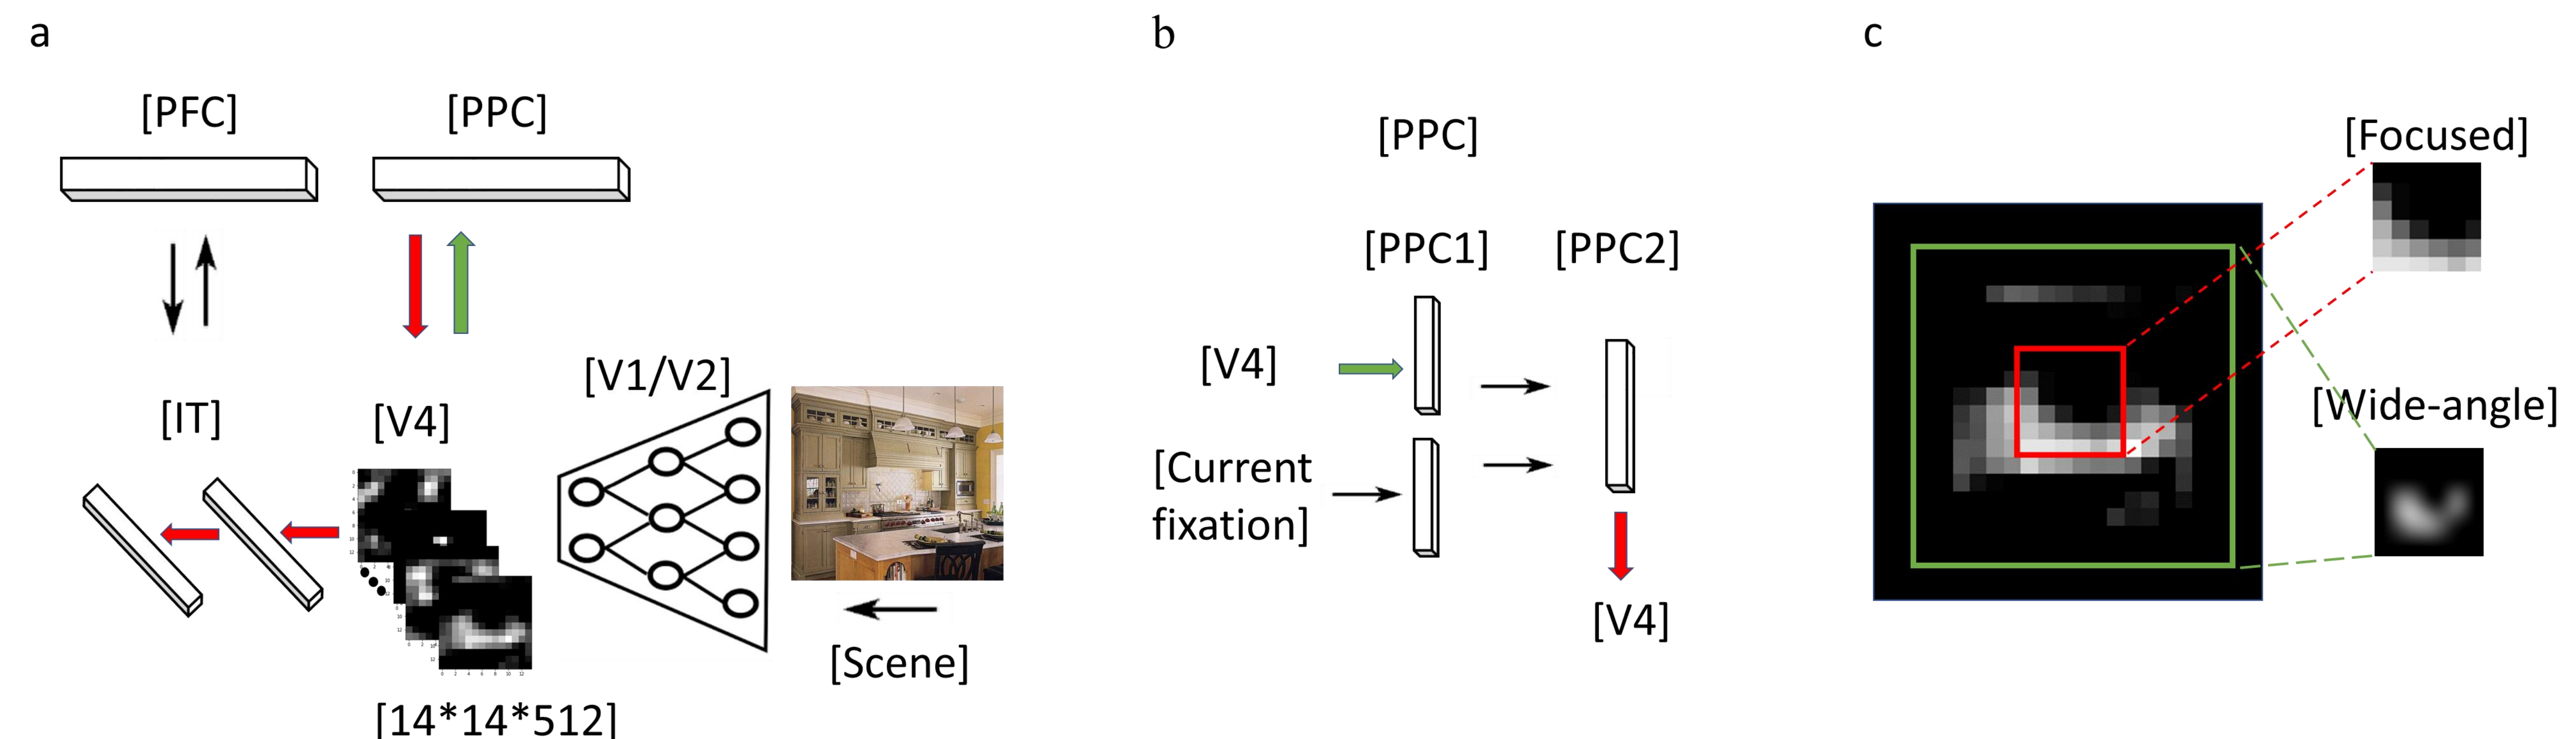 a
[PFC]
[PPC]
[IT]
[V4]
[V1/V2]
[Scene]
[14*14*512]
b
[PPC]
[PPC1]
[PPC2]
[V4]
[Current
fixation]
[V4]
c
[Focused]
[Wide-angle]